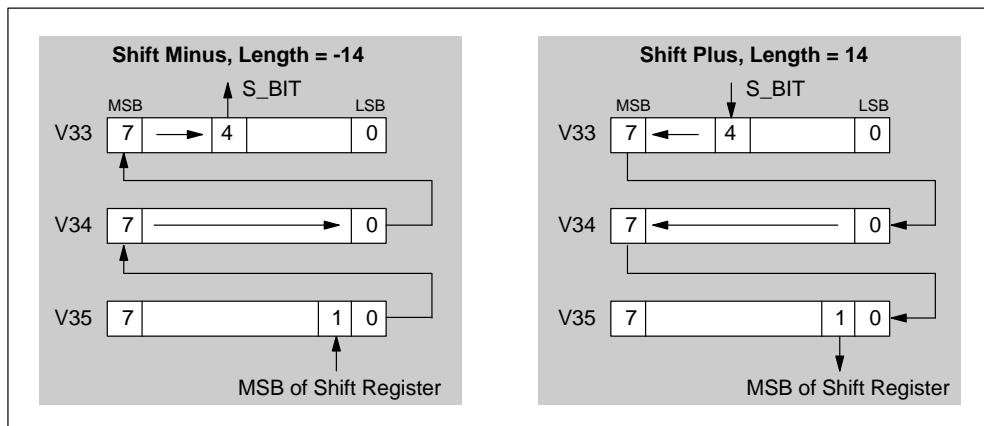 Shift Minus, Length = -14
S_BIT
MSB LSB
V33 7 4 0
V34 7 0
V35 7 1 0
MSB of Shift Register
Shift Plus, Length = 14
S_BIT
MSB LSB
V33 7 4 0
V34 7 0
V35 7 1 0
MSB of Shift Register